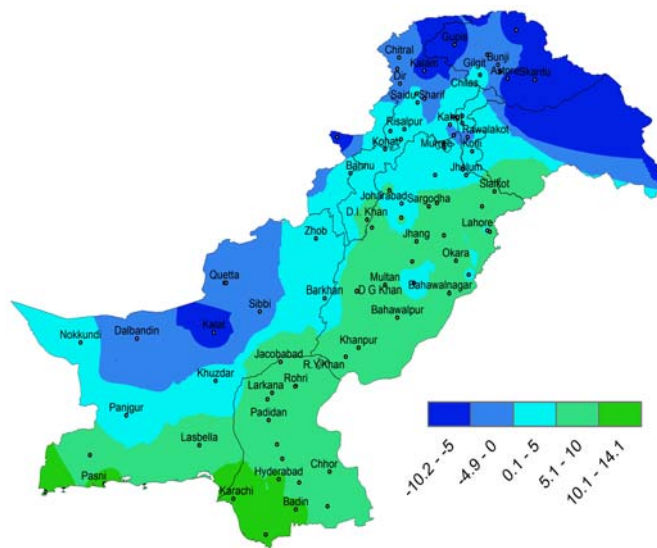 Gupis
Chitral
Bunji
Kalam
Gilgit
Astore
Skardu
Dir
Chilas
Saidu Sharif
Kakul
Risalpur
Rawalakot
Kohat
Murree
Kotli
Bannu
Jhelum
Sialkot
Joharabad
Sargodha
D.I. Khan
Lahore
Zhob
Jhang
Okara
Quetta
Multan
Barkhan
D G Khan
Bahawalnagar
Sibbi
Bahawalpur
Kalat
Dalbandin
Nokkundi
Khanpur
Jacobabad
R.Y.Khan
Khuzdar
Rohri
Larkana
Panjgur
Padidan
Lasbella
Chhor
Pasni
Hyderabad
Karachi
Badin
-10.2 - -5
-4.9 - 0
0.1 - 5
5.1 - 10
10.1 - 14.1